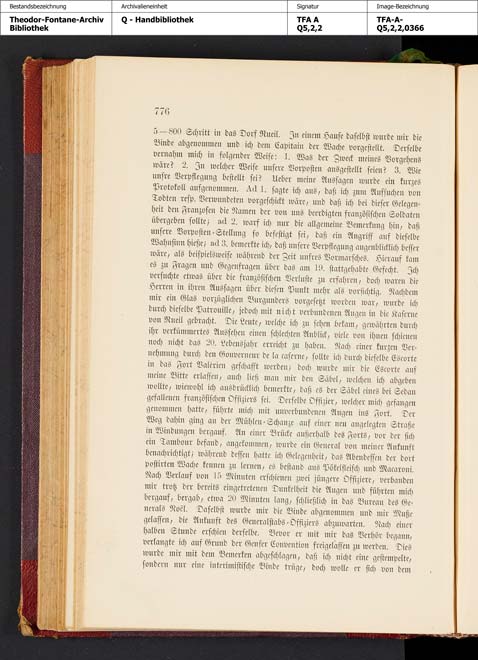 Bestandsbezeichnung
Theodor-Fontane-Archiv
Bibliothek
Archivalieneinheit
Q - Handbibliothek
Signatur
TFA A
Q5,2,2
Image-Bezeichnung
TFA-A-
Q5,2,2,0366
776
5—800 Schritt in das Dorf Rueil. In einem Hause daselbst wurde mir die
Binde abgenommen und ich dem Capitain der Wache vorgestellt. Derselbe
vernahm mich in folgender Weise: 1. Was der Zweck meines Vorgehens
wäre? 2. In welcher Weise unsere Vorposten ausgestellt seien? 3. Wie
unsre Verpflegung bestellt sei? Ueber meine Aussagen wurde ein kurzes
Protokoll aufgenommen. Ad 1. sagte ich aus, daß ich zum Aufsuchen von
Todten resp. Verwundeten vorgeschickt wäre, und daß ich bei dieser Gelegen-
heit den Franzosen die Namen der von uns beerdigten französischen Soldaten
übergeben sollte; ad 2. warf ich nur die allgemeine Bemerkung hin, daß
unsere Vorposten-Stellung so befestigt sei, daß ein Angriff auf dieselbe
Wahnsinn hieße; ad 3. bemerkte ich, daß unsere Verpflegung augenblicklich besser
wäre, als beispielsweise während der Zeit unsres Vormarsches. Hierauf kam
es zu Fragen und Gegenfragen über das am 19. stattgehabte Gefecht. Ich
versuchte etwas über die französischen Verluste zu erfahren, doch waren die
Herren in ihren Aussagen über diesen Punkt mehr als vorsichtig. Nachdem
mir ein Glas vorzüglichen Burgunders vorgesetzt worden war, wurde ich
durch dieselbe Patrouille, jedoch mit nicht verbundenen Augen in die Kaserne
von Rueil gebracht. Die Leute, welche ich zu sehen bekam, gewährten durch
ihr verkümmertes Aussehen einen schlechten Anblick, viele von ihnen schienen
noch nicht das 20. Lebensjahr erreicht zu haben. Nach einer kurzen Ver-
nehmung durch den Gouverneur de la caserne, sollte ich durch dieselbe Escorte
in das Fort Valérien geschafft werden; doch wurde mir die Escorte auf
meine Bitte erlassen, auch ließ man mir den Säbel, welchen ich abgeben
wollte, wiewohl ich ausdrücklich bemerkte, daß es der Säbel eines bei Sedan
gefallenen französischen Offiziers sei. Derselbe Offizier, welcher mich gefangen
genommen hatte, führte mich mit unverbundenen Augen ins Fort. Der
Weg dahin ging an der Mühlen-Schanze auf einer neu angelegten Straße
in Windungen bergauf. An einer Brücke außerhalb des Forts, vor der sich
ein Tambour befand, angekommen, wurde ein General von meiner Ankunft
benachrichtigt; während dessen hatte ich Gelegenheit, das Abendessen der dort
postirten Wache kennen zu lernen, es bestand aus Pökelfleisch und Macaroni.
Nach Verlauf von 15 Minuten erschienen zwei jüngere Offiziere, verbanden
mir trotz der bereits eingetretenen Dunkelheit die Augen und führten mich
bergauf, bergab, etwa 20 Minuten lang, schließlich in das Bureau des Ge-
nerals Noël. Daselbst wurde mir die Binde abgenommen und mir Muße
gelassen, die Ankunft des Generalstabs-Offiziers abzuwarten. Nach einer
halben Stunde erschien derselbe. Bevor er mit mir das Verhör begann,
verlangte ich auf Grund der Genfer Convention freigelassen zu werden. Dies
wurde mir mit dem Bemerken abgeschlagen, daß ich nicht eine gestempelte,
sondern nur eine interimistische Binde trüge, doch wolle er sich von dem